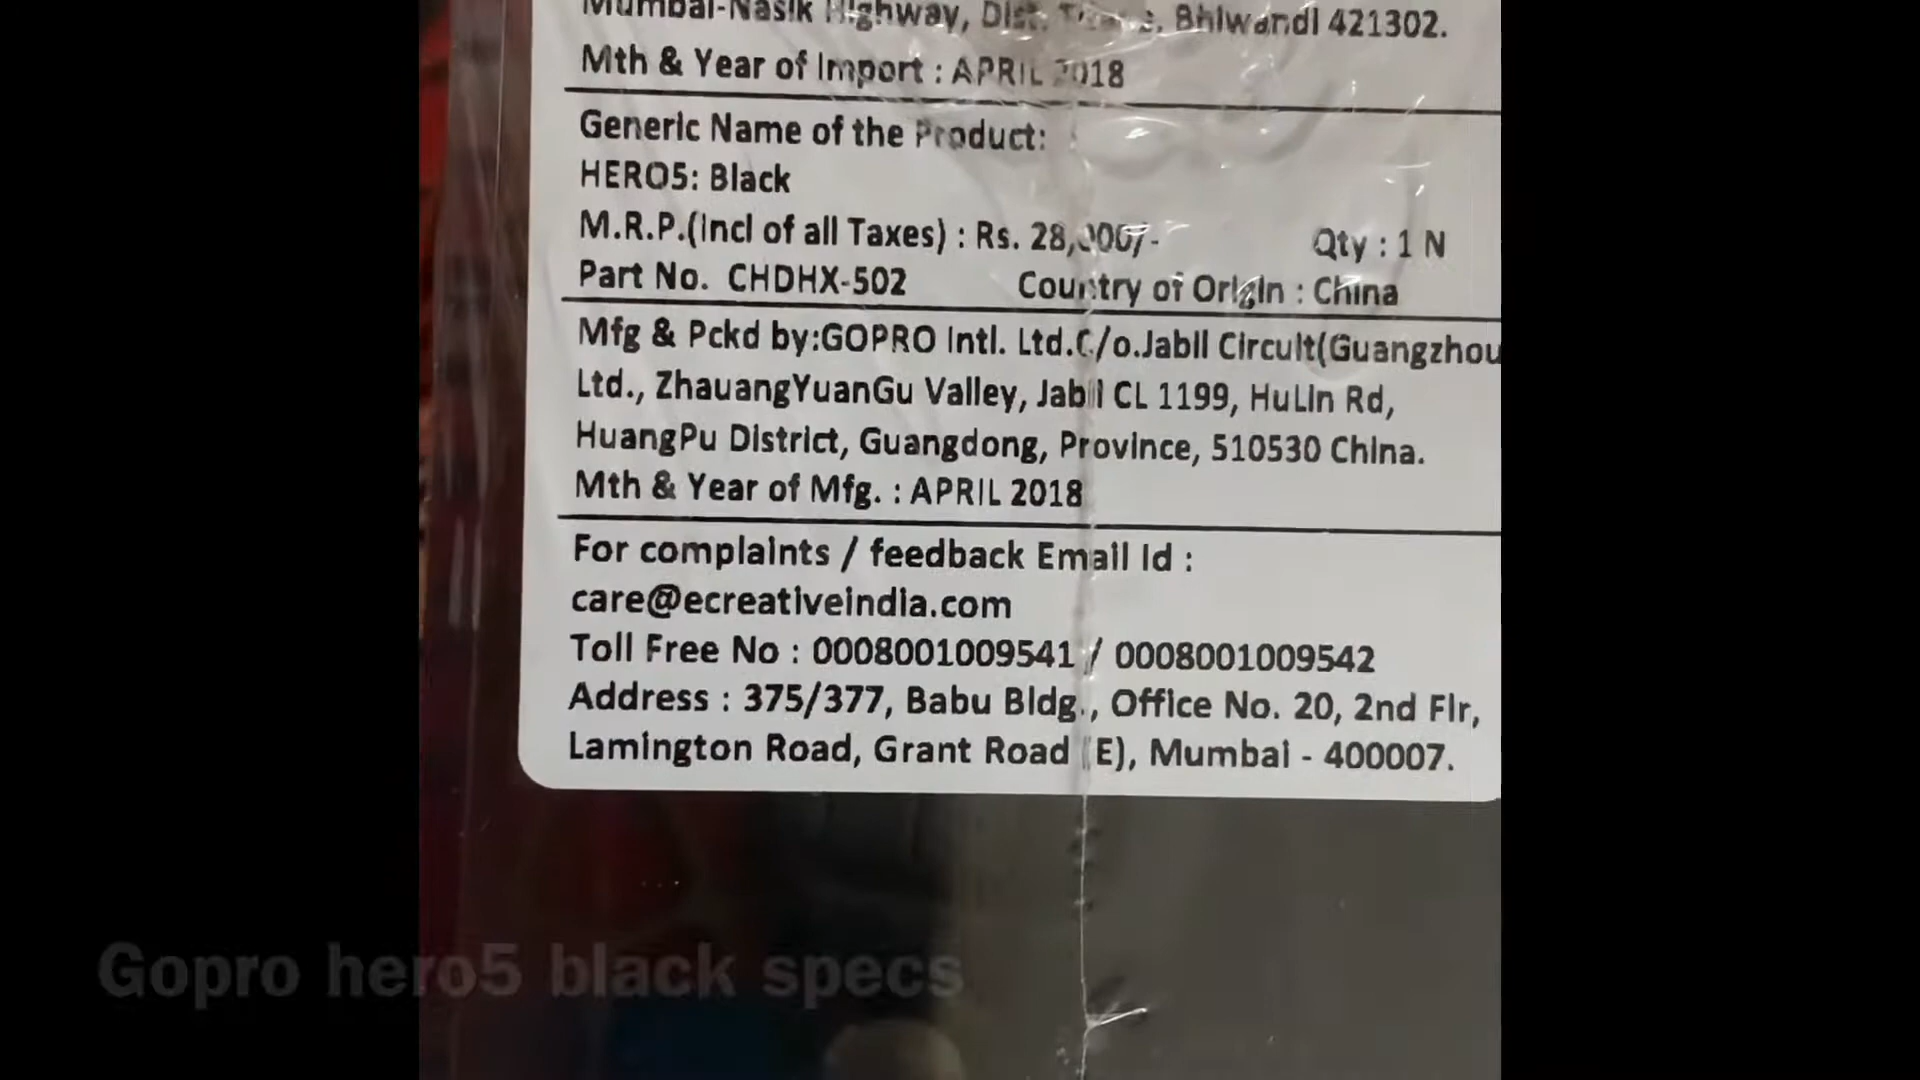 Mumbai-Nasik Highway, Dist. Bhiwandi 421302.
Mth & Year of Import : APRIL 2018
Generic Name of the Product:
HERO5: Black
M.R.P.(Incl of all Taxes) : Rs. 28,000/- Qty : 1 N
Part No. CHDHX-502 Country of Origin : China
Mfg & Pckd by:GOPRO Intl. Ltd.C/o.Jabil Circuit(Guangzhou
Ltd., ZhauangYuanGu Valley, Jabil CL 1199, HuLin Rd,
HuangPu District, Guangdong, Province, 510530 China.
Mth & Year of Mfg. : APRIL 2018
For complaints / feedback Email Id :
care@ecreativeindia.com
Toll Free No : 0008001009541 / 0008001009542
Address : 375/377, Babu Bldg., Office No. 20, 2nd Flr,
Lamington Road, Grant Road (E), Mumbai - 400007.
Gopro hero5 black specs